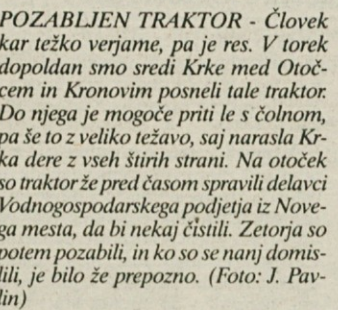 POZABLJEN TRAKTOR - Človek
kar težko verjame, pa je res. V torek
dopoldan smo sredi Krke med Otoč-
cem in Kronovim posneli tale traktor.
Do njega je mogoče priti le s čolnom,
pa še to z veliko težavo, saj narasla Kr-
ka dere z vseh štirih strani. Na otoček
so traktor že pred časom spravili delavci
Vodnogospodarskega podjetja iz Nove-
ga mesta, da bi nekaj čistili. Zetorja so
potem pozabili, in ko so se nanj domis-
lili, je bilo že prepozno. (Foto: J. Pav-
lin)